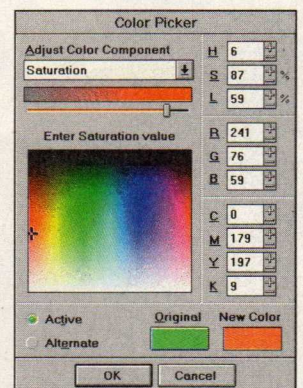 Color Picker
Adjust Color Component
Saturation
Enter Saturation value
H 6 °
S 87 %
L 59 %
R 241
G 76
B 59
C 0
M 179
Y 197
K 9
Active
Alternate
Original New Color
OK Cancel